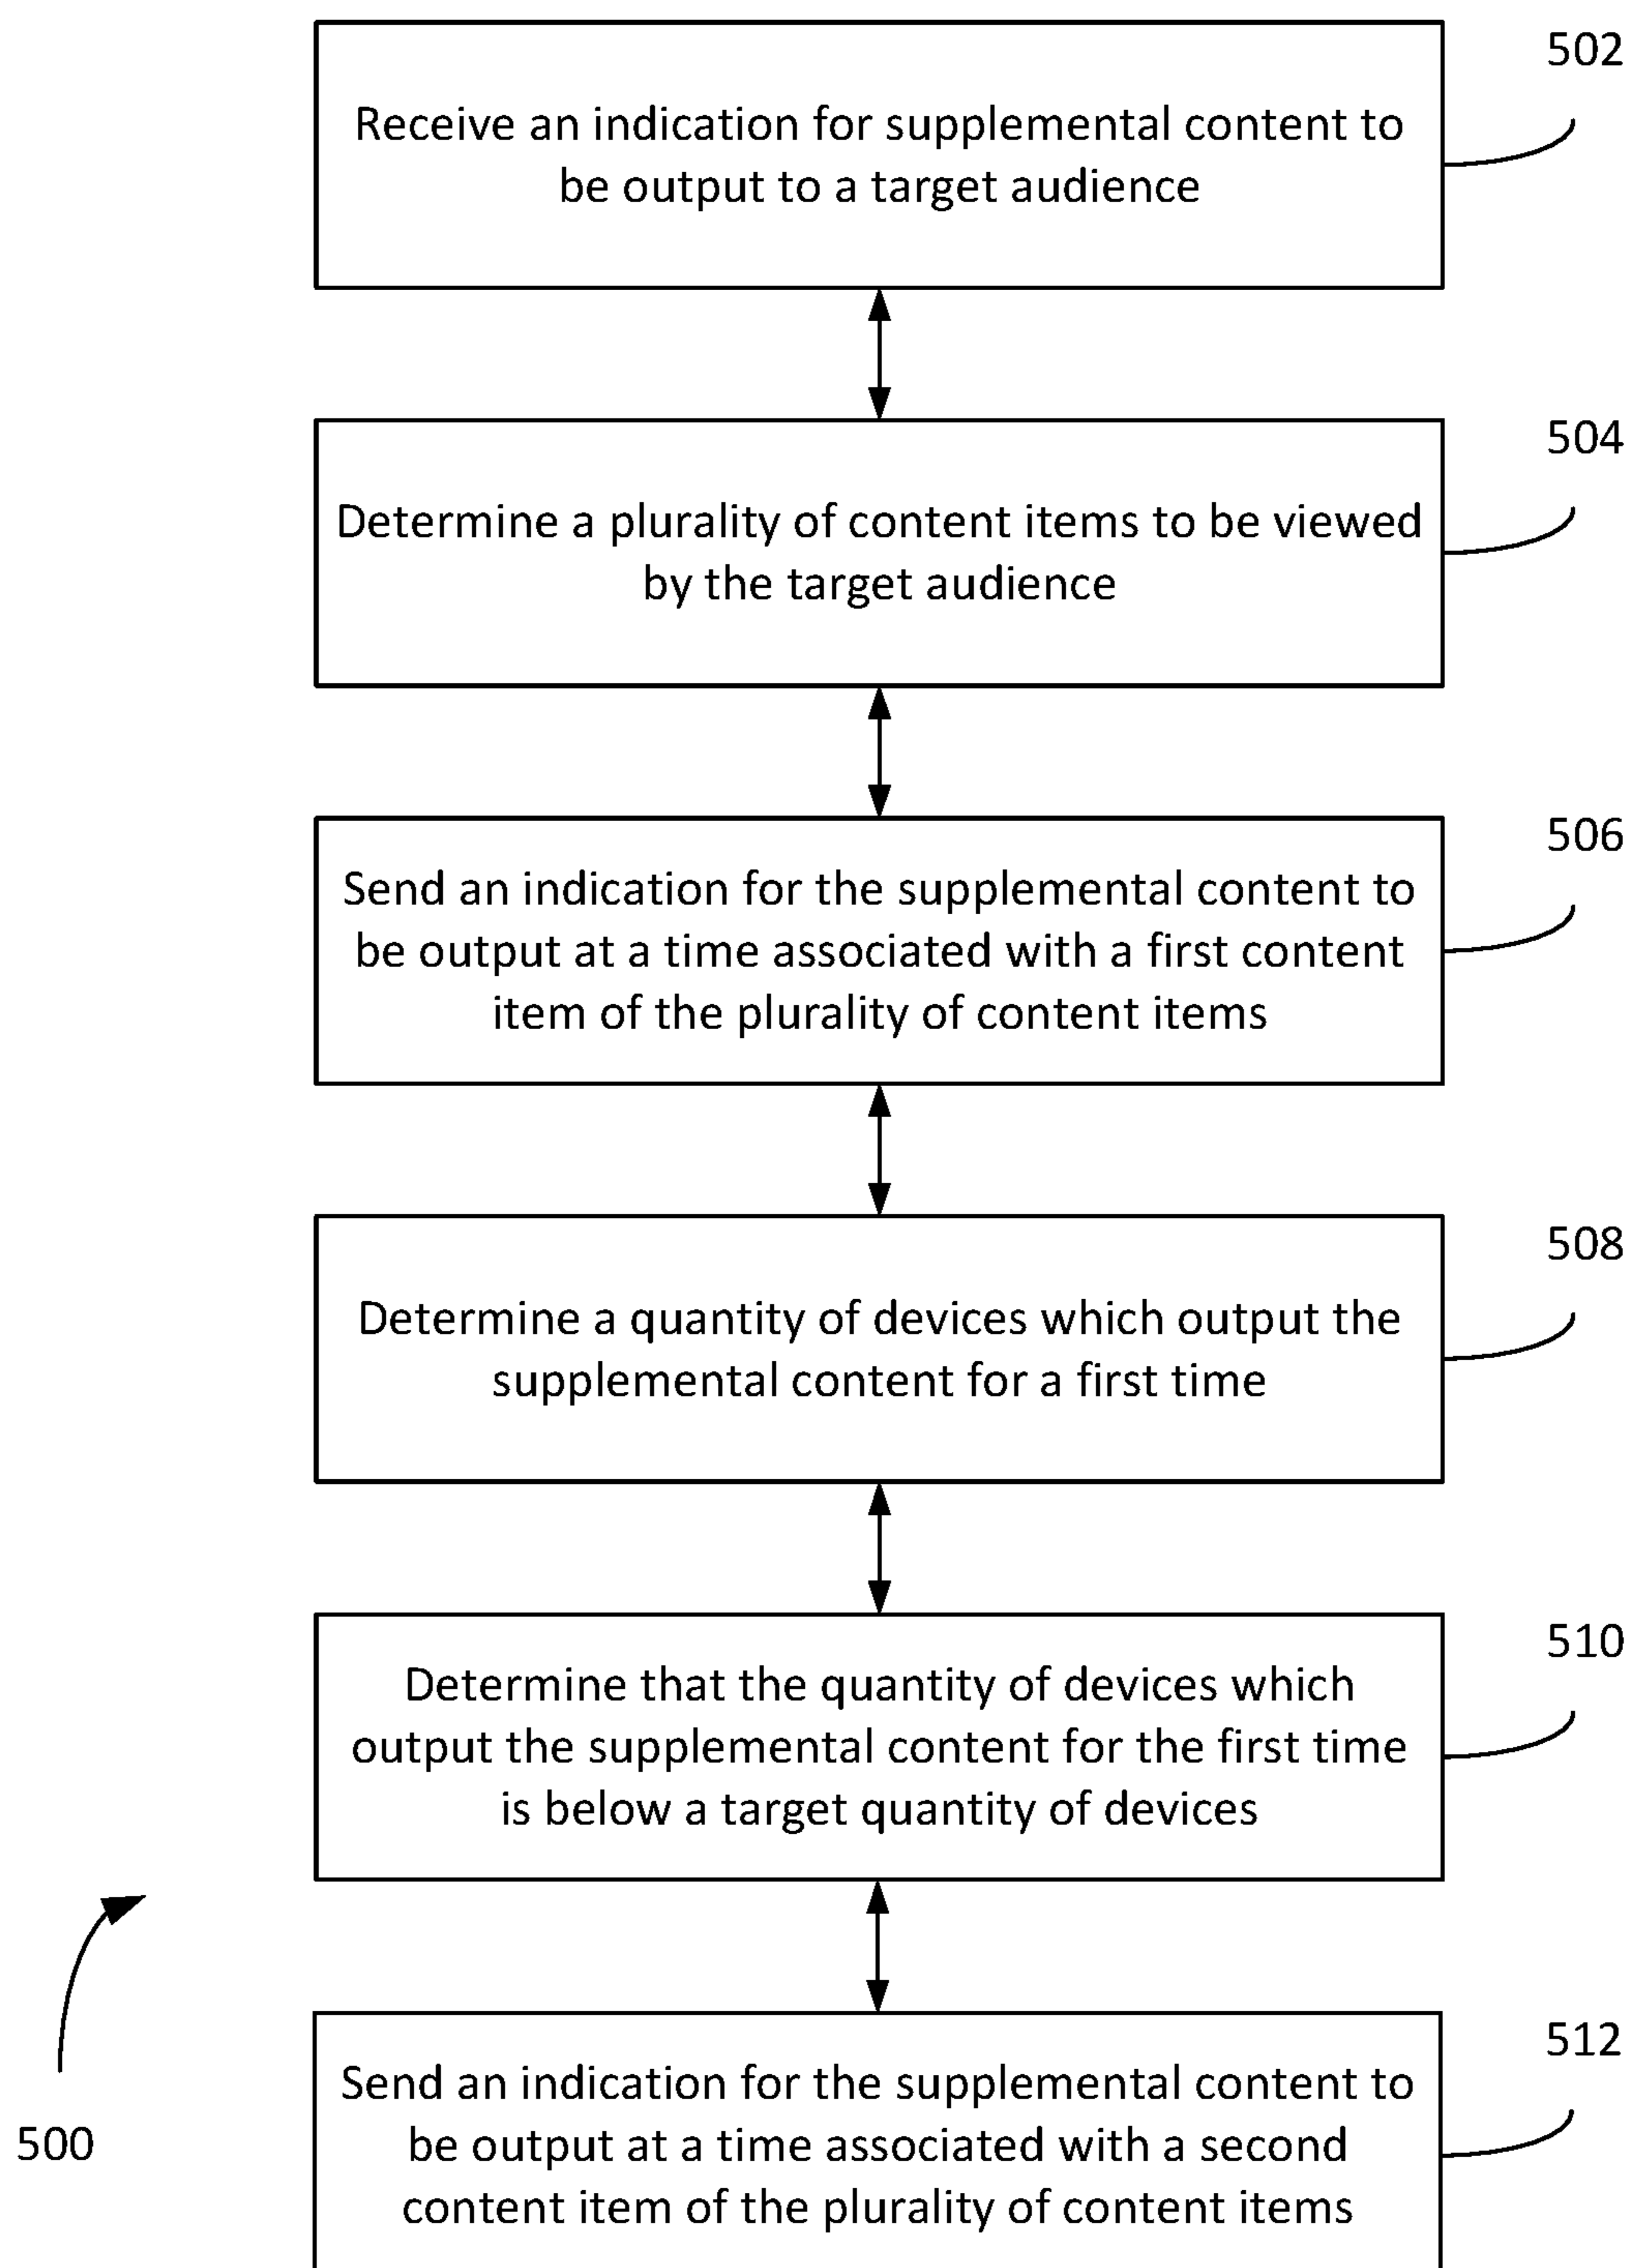 502
Receive an indication for supplemental content to
be output to a target audience
504
Determine a plurality of content items to be viewed
by the target audience
506
Send an indication for the supplemental content to
be output at a time associated with a first content
item of the plurality of content items
508
Determine a quantity of devices which output the
supplemental content for a first time
510
Determine that the quantity of devices which
output the supplemental content for the first time
is below a target quantity of devices
512
Send an indication for the supplemental content to
be output at a time associated with a second
content item of the plurality of content items
500